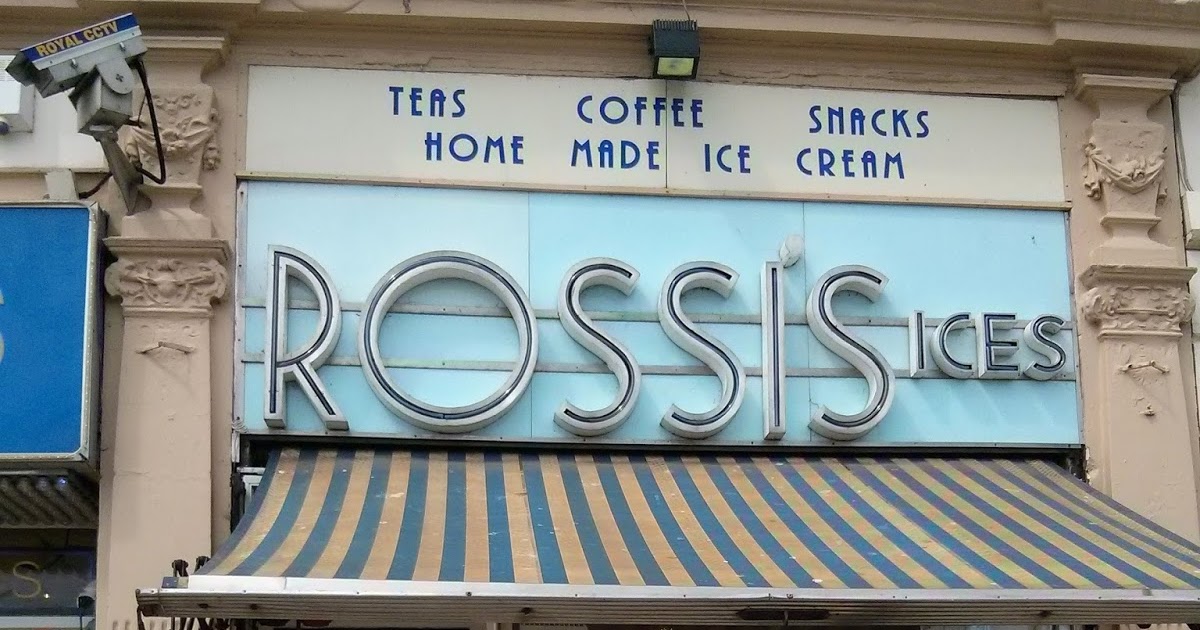 ROYAL CCTV
TEAS COFFEE SNACKS
HOME MADE ICE CREAM
ROSSI'S ICES
S